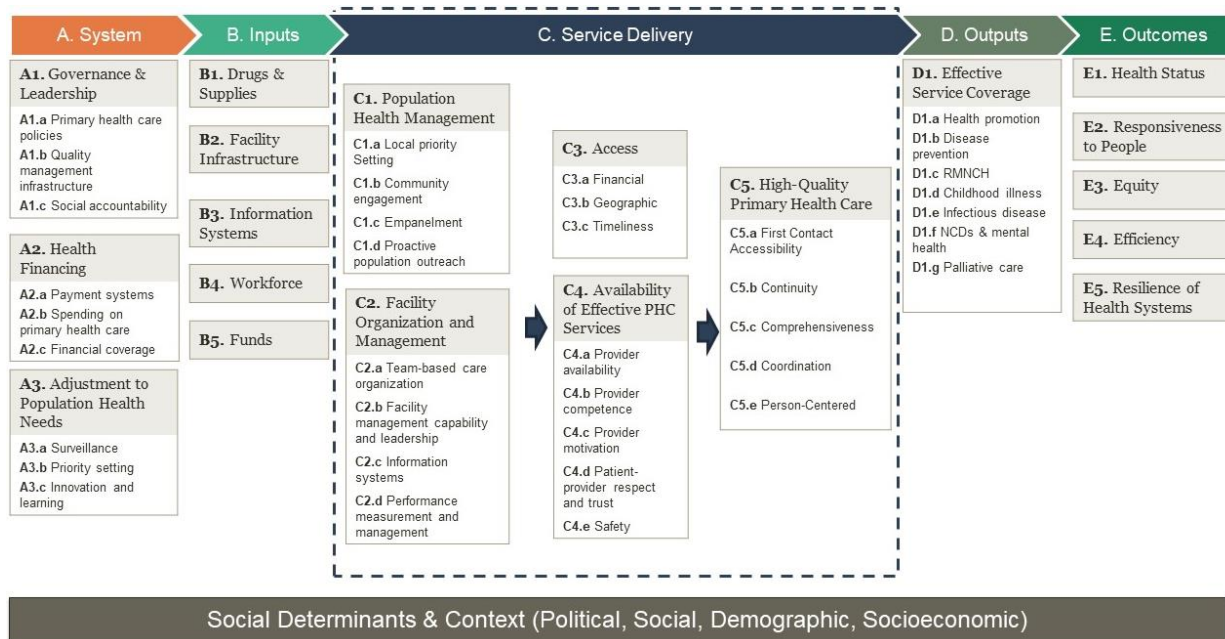 A. System
B. Inputs
C. Service Delivery
D. Outputs
E. Outcomes
A1. Governance &
Leadership
A1.a Primary health care
policies
A1.b Quality
management
infrastructure
A1.c Social accountability
A2. Health
Financing
A2.a Payment systems
A2.b Spending on
primary health care
A2.c Financial coverage
A3. Adjustment to
Population Health
Needs
A3.a Surveillance
A3.b Priority setting
A3.c Innovation and
learning
B1. Drugs &
Supplies
B2. Facility
Infrastructure
B3. Information
Systems
B4. Workforce
B5. Funds
C1. Population
Health Management
C1.a Local priority
Setting
C1.b Community
engagement
C1.c Empanelment
C1.d Proactive
population outreach
C2. Facility
Organization and
Management
C2.a Team-based care
organization
C2.b Facility
management capability
and leadership
C2.c Information
systems
C2.d Performance
measurement and
management
C3. Access
C3.a Financial
C3.b Geographic
C3.c Timeliness
C4. Availability
of Effective PHC
Services
C4.a Provider
availability
C4.b Provider
competence
C4.c Provider
motivation
C4.d Patient-
provider respect
and trust
C4.e Safety
C5. High-Quality
Primary Health Care
C5.a First Contact
Accessibility
C5.b Continuity
C5.c Comprehensiveness
C5.d Coordination
C5.e Person-Centered
D1. Effective
Service Coverage
D1.a Health promotion
D1.b Disease
prevention
D1.c RMNCH
D1.d Childhood illness
D1.e Infectious disease
D1.f NCDs & mental
health
D1.g Palliative care
E1. Health Status
E2. Responsiveness
to People
E3. Equity
E4. Efficiency
E5. Resilience of
Health Systems
Social Determinants & Context (Political, Social, Demographic, Socioeconomic)